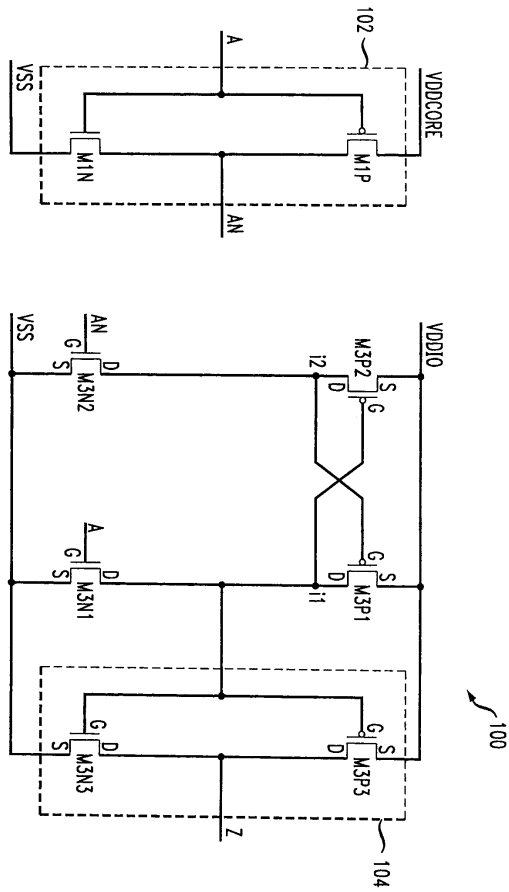 100
102
VDDCORE
A
M1P
AN
M1N
VSS
VDDIO
M3P2
S
G
D
i2
G
S
M3P1
D
i1
G
S
M3P3
D
104
AN
G
D
S
M3N2
A
G
D
S
M3N1
G
D
S
M3N3
Z
VSS